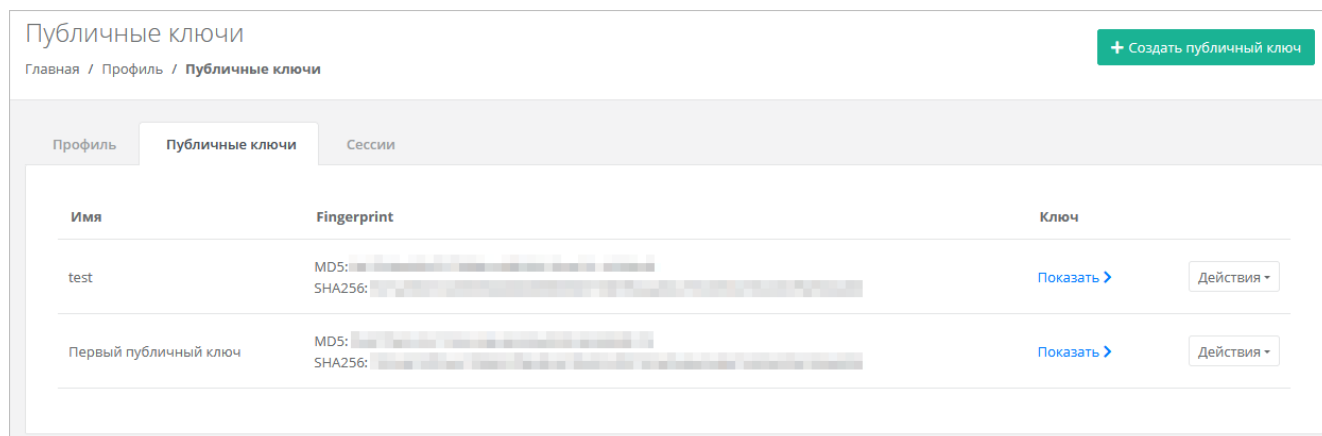 Публичные ключи
+ Создать публичный ключ
Главная / Профиль / Публичные ключи
Профиль Публичные ключи Сессии
Имя Fingerprint Ключ
test
MD5:
SHA256:
Показать
Действия
Первый публичный ключ
MD5:
SHA256:
Показать
Действия